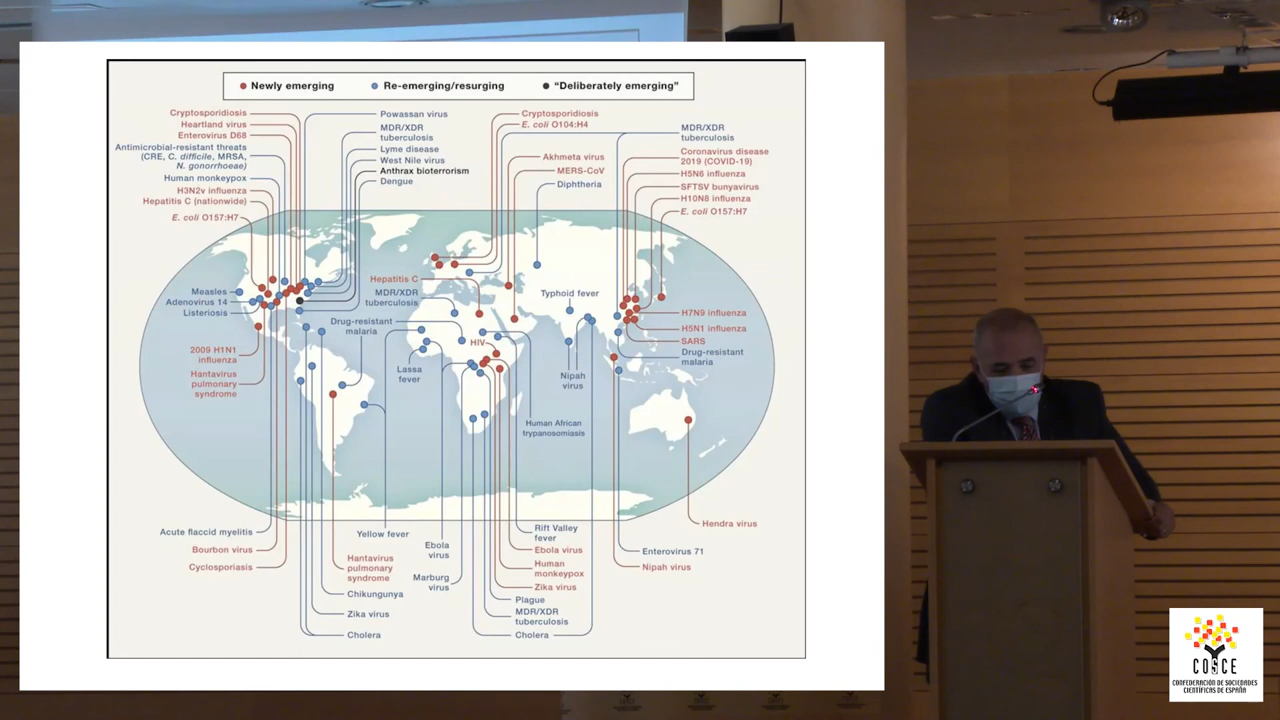 Newly emerging
Re-emerging/resurging
“Deliberately emerging”
Cryptosporidiosis
Heartland virus
Enterovirus D68
Antimicrobial-resistant threats
(CRE, C. difficile, MRSA,
N. gonorrhoeae)
Human monkeypox
H3N2v influenza
Hepatitis C (nationwide)
E. coli O157:H7
Powassan virus
MDR/XDR
tuberculosis
Lyme disease
West Nile virus
Anthrax bioterrorism
Dengue
Cryptosporidiosis
E. coli O104:H4
Akhmeta virus
MERS-CoV
Diphtheria
MDR/XDR
tuberculosis
Coronavirus disease
2019 (COVID-19)
H5N6 influenza
SFTSV bunyavirus
H10N8 influenza
E. coli O157:H7
Measles
Adenovirus 14
Listeriosis
2009 H1N1
influenza
Hantavirus
pulmonary
syndrome
Hepatitis C
MDR/XDR
tuberculosis
Drug-resistant
malaria
Lassa
fever
HIV
Typhoid fever
Nipah
virus
Human African
trypanosomiasis
H7N9 influenza
H5N1 influenza
SARS
Drug-resistant
malaria
Hendra virus
Acute flaccid myelitis
Bourbon virus
Cyclosporiasis
Hantavirus
pulmonary
syndrome
Chikungunya
Zika virus
Cholera
Yellow fever
Ebola
virus
Marburg
virus
Rift Valley
fever
Ebola virus
Human
monkeypox
Zika virus
Plague
MDR/XDR
tuberculosis
Cholera
Enterovirus 71
Nipah virus
COSCE
CONFEDERACIÓN DE SOCIEDADES
CIENTÍFICAS DE ESPAÑA